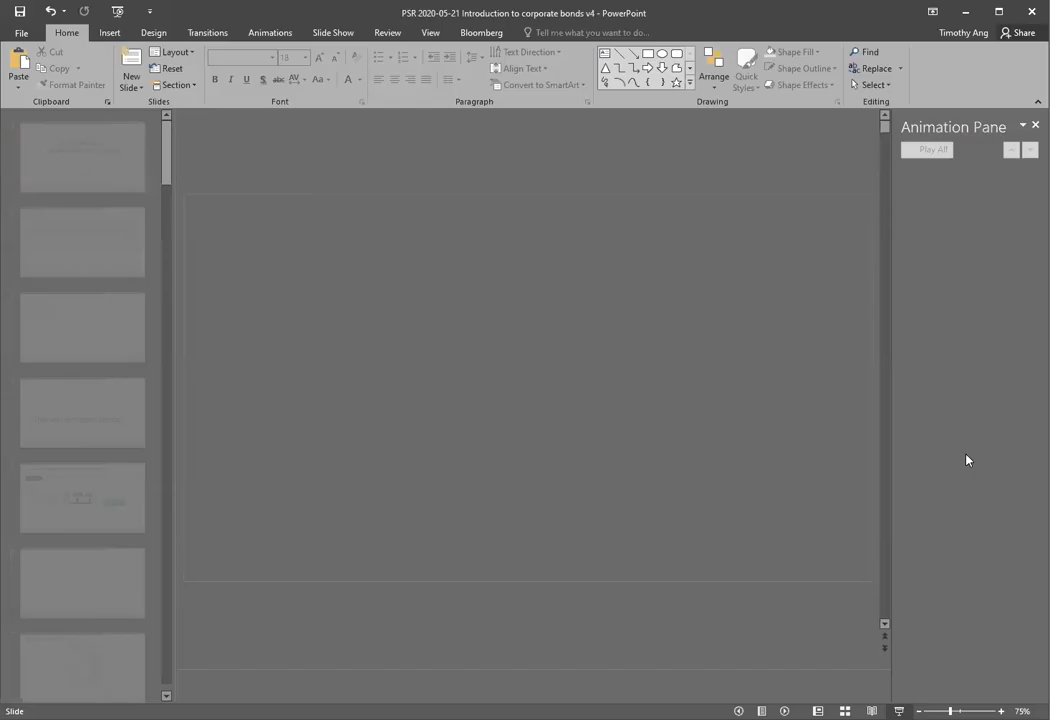 PSR 2020-05-21 Introduction to corporate bonds v4 - PowerPoint
File Home Insert Design Transitions Animations Slide Show Review View Bloomberg Tell me what you want to do... Timothy Ang Share
Paste Cut Copy Format Painter
Clipboard
New Slide Layout Reset Section
Slides
18
Font
Text Direction Align Text Convert to SmartArt
Paragraph
Arrange Quick Styles Shape Fill Shape Outline Shape Effects
Drawing
Find Replace Select
Editing
Animation Pane
Play All
Slide
75%